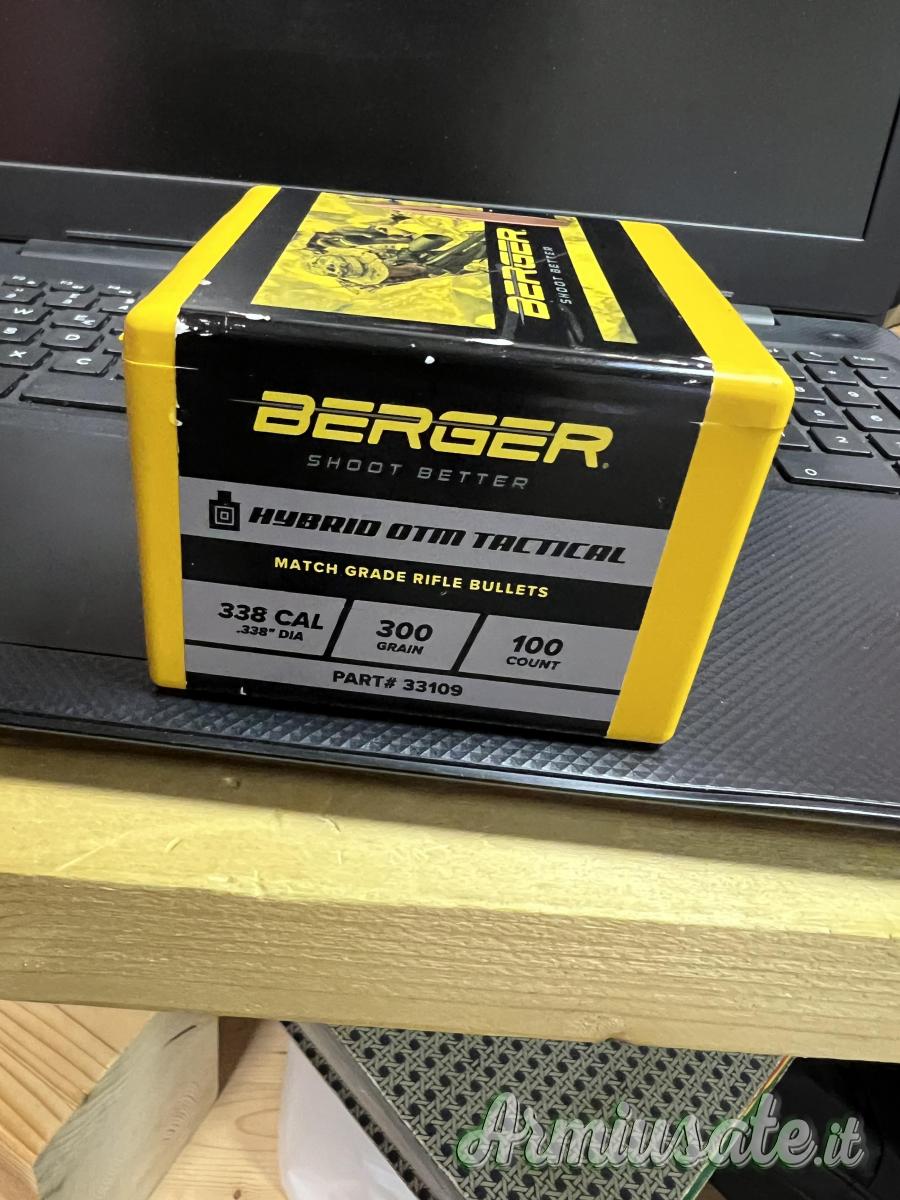 BERGER
SHOOT BETTER
BERGER.
SHOOT BETTER
HYBRID OTM TACTICAL
MATCH GRADE RIFLE BULLETS
338 CAL
.338" DIA
300
GRAIN
100
COUNT
PART# 33109
Armiusate.it